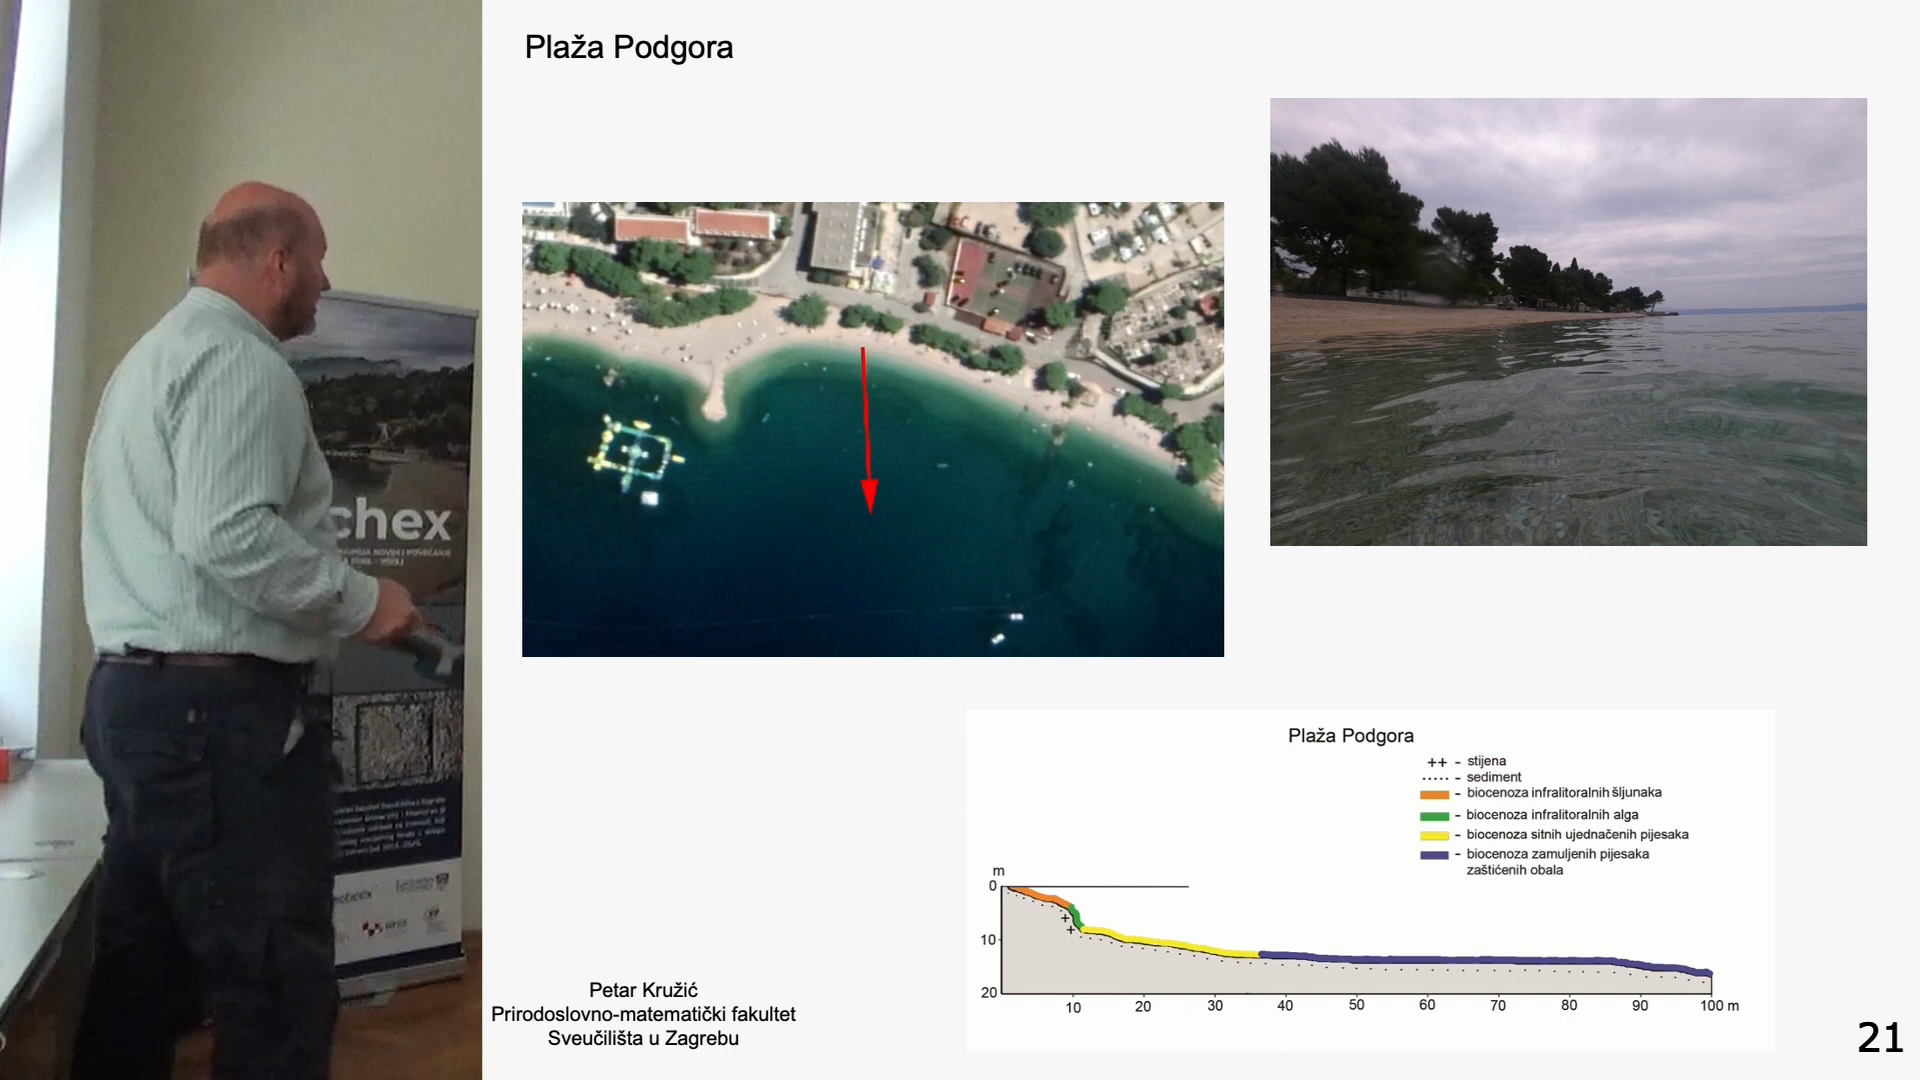 Plaža Podgora
chex
Plaža Podgora
++ - stijena
..... - sediment
- biocenoza infralitoralnih šljunaka
- biocenoza infralitoralnih alga
- biocenoza sitnih ujednačenih pijesaka
- biocenoza zamuljenih pijesaka
zaštićenih obala
m
0
10
20
+
+
10 20 30 40 50 60 70 80 90 100 m
Petar Kružić
Prirodoslovno-matematički fakultet
Sveučilišta u Zagrebu
21